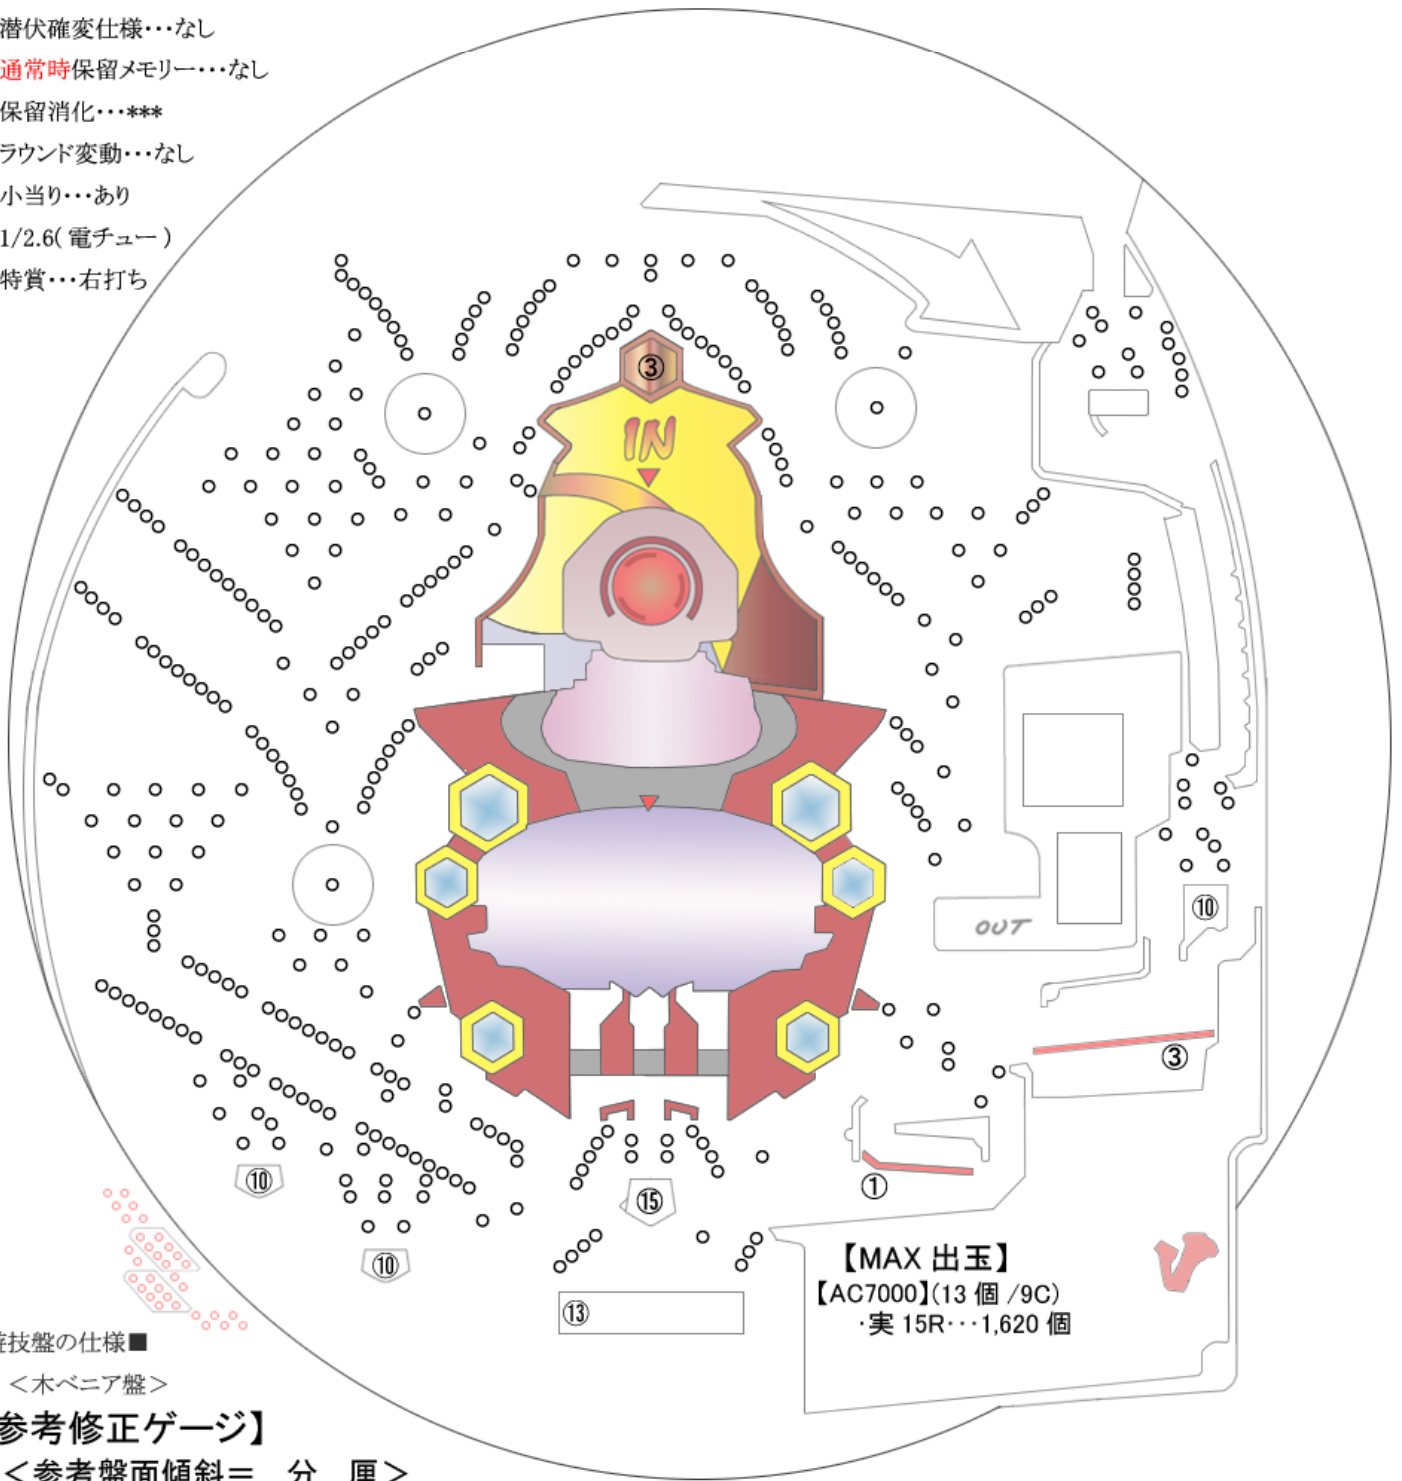 潜伏確変仕様・・・なし
通常時保留メモリー・・・なし
保留消化・・・***
ラウンド変動・・・なし
小当り・・・あり
1/2.6(電チュー)
特賞・・・右打ち
③
IN
OUT
⑩
③
①
⑩
⑮
⑩
⑬
【MAX 出玉】
【AC7000】(13 個 /9C)
・実 15R・・・1,620 個
V
技盤の仕様■
＜木ベニア盤＞
参考修正ゲージ】
＜参考盤面傾斜＝　分　厘＞